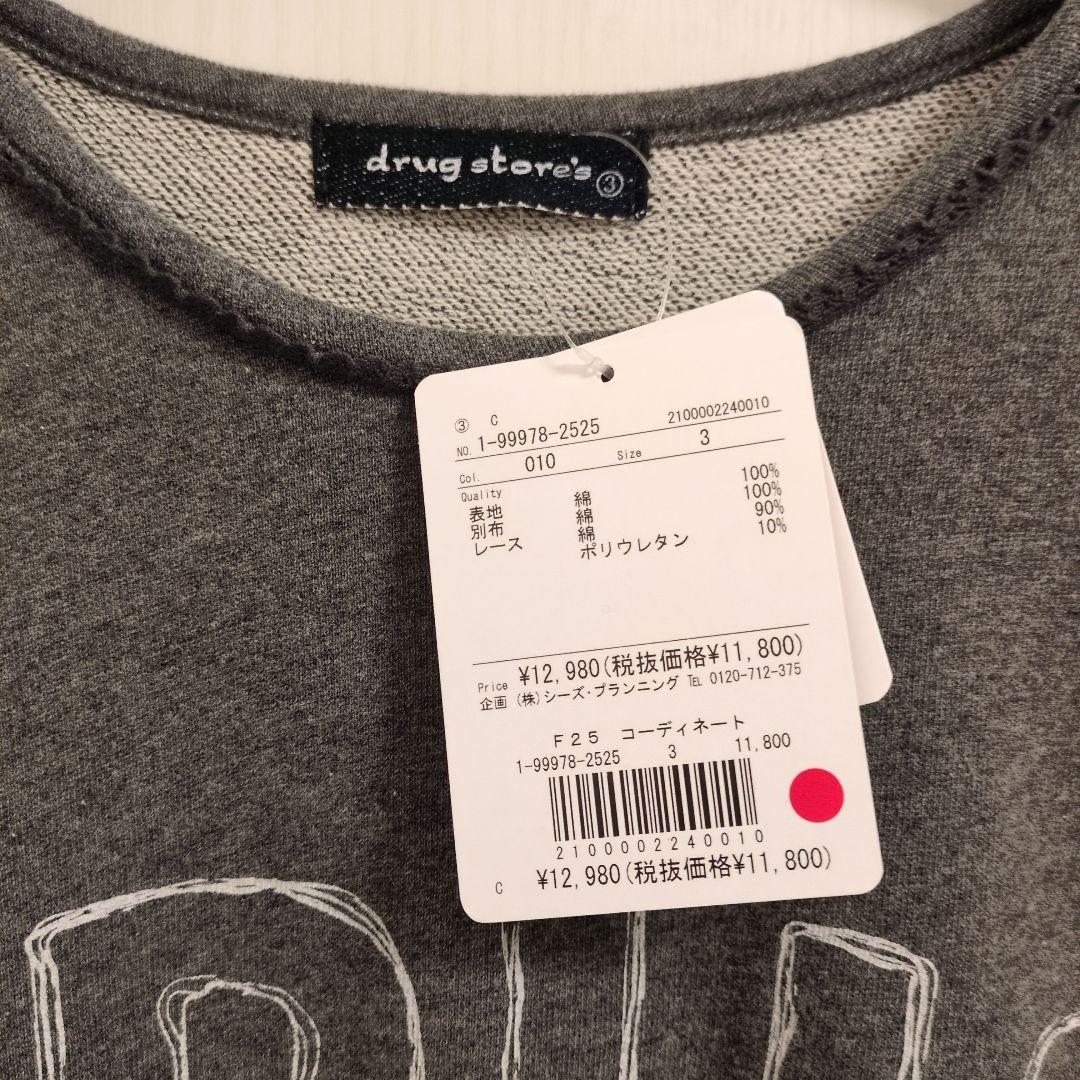 drug store's ③
③ C
NO. 1-99978-2525 2100002240010
Col. 010 Size 3
Quality
表地 綿 100%
別布 綿 100%
レース 綿 90%
ポリウレタン 10%
Price ¥12,980(税抜価格¥11,800)
企画 (株)シーズ・プランニング TEL 0120-712-375
F25 コーディネート
1-99978-2525 3 11,800
2100002240010
C ¥12,980(税抜価格¥11,800)